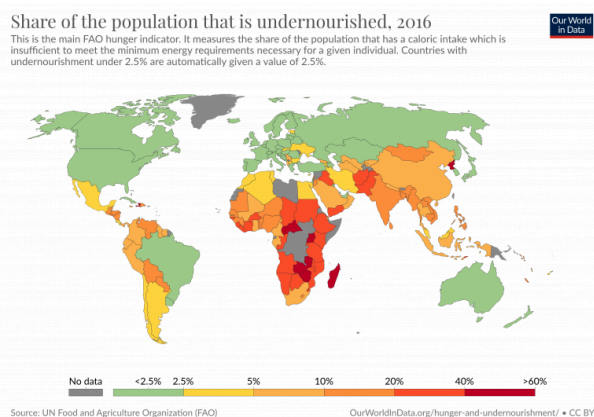 Share of the population that is undernourished, 2016
Our World
in Data
This is the main FAO hunger indicator. It measures the share of the population that has a caloric intake which is
insufficient to meet the minimum energy requirements necessary for a given individual. Countries with
undernourishment under 2.5% are automatically given a value of 2.5%.
No data <2.5% 2.5% 5% 10% 20% 40% >60%
Source: UN Food and Agriculture Organization (FAO) OurWorldInData.org/hunger-and-undernourishment/ • CC BY